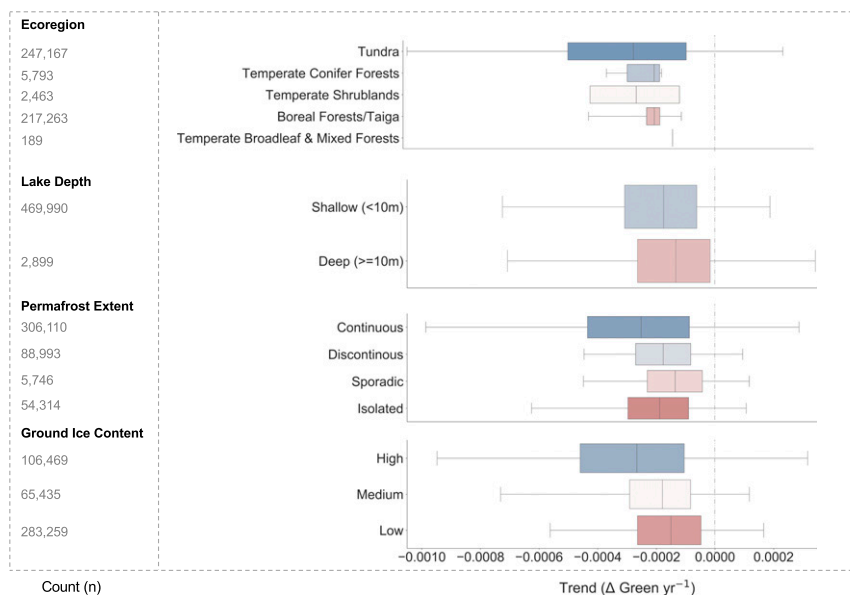 Ecoregion
247,167 Tundra
5,793 Temperate Conifer Forests
2,463 Temperate Shrublands
217,263 Boreal Forests/Taiga
189 Temperate Broadleaf & Mixed Forests
Lake Depth
469,990 Shallow (<10m)
2,899 Deep (>=10m)
Permafrost Extent
306,110 Continuous
88,993 Discontinous
5,746 Sporadic
54,314 Isolated
Ground Ice Content
106,469 High
65,435 Medium
283,259 Low
−0.0010 −0.0008 −0.0006 −0.0004 −0.0002 0.0000 0.0002
Count (n) Trend (Δ Green yr⁻¹)